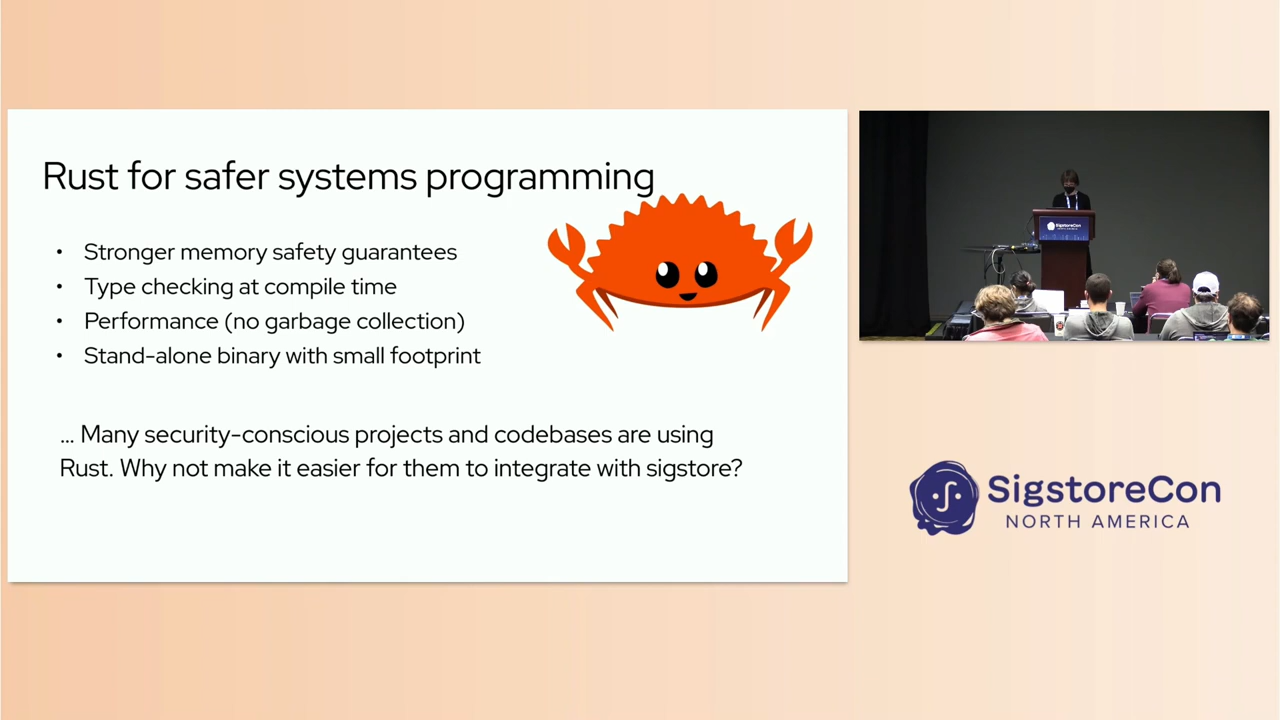 Rust for safer systems programming
• Stronger memory safety guarantees
• Type checking at compile time
• Performance (no garbage collection)
• Stand-alone binary with small footprint
... Many security-conscious projects and codebases are using
Rust. Why not make it easier for them to integrate with sigstore?
SigstoreCon
SigstoreCon
NORTH AMERICA